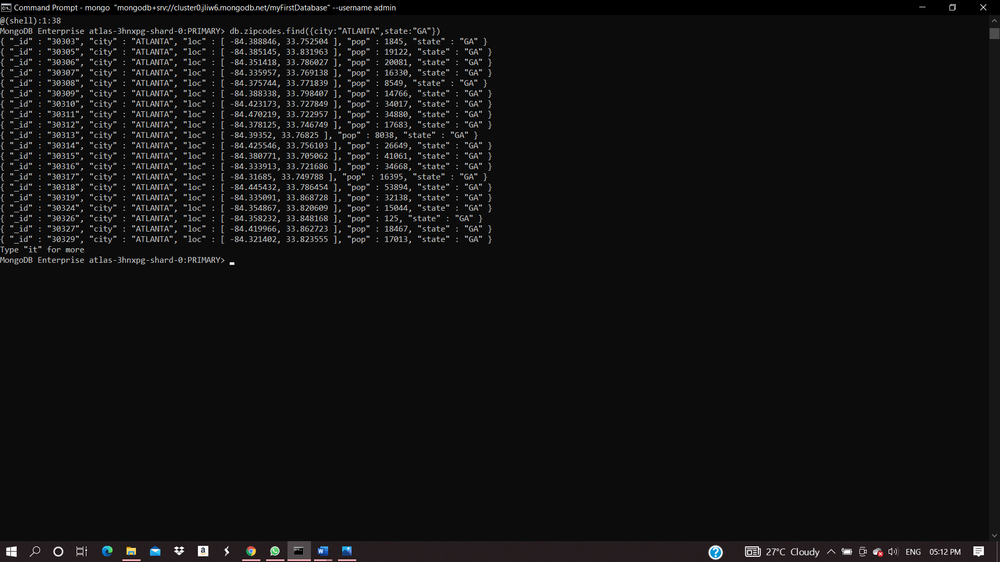 Command Prompt - mongo "mongodb+srv://cluster0.jliw6.mongodb.net/myFirstDatabase" --username admin
@(shell):1:38
MongoDB Enterprise atlas-3hnxpg-shard-0:PRIMARY> db.zipcodes.find({city:"ATLANTA",state:"GA"})
{ "_id" : "30303", "city" : "ATLANTA", "loc" : [ -84.388846, 33.752504 ], "pop" : 1845, "state" : "GA" }
{ "_id" : "30305", "city" : "ATLANTA", "loc" : [ -84.385145, 33.831963 ], "pop" : 19122, "state" : "GA" }
{ "_id" : "30306", "city" : "ATLANTA", "loc" : [ -84.351418, 33.786027 ], "pop" : 20081, "state" : "GA" }
{ "_id" : "30307", "city" : "ATLANTA", "loc" : [ -84.335957, 33.769138 ], "pop" : 16330, "state" : "GA" }
{ "_id" : "30308", "city" : "ATLANTA", "loc" : [ -84.375744, 33.771839 ], "pop" : 8549, "state" : "GA" }
{ "_id" : "30309", "city" : "ATLANTA", "loc" : [ -84.388338, 33.798407 ], "pop" : 14766, "state" : "GA" }
{ "_id" : "30310", "city" : "ATLANTA", "loc" : [ -84.423173, 33.727849 ], "pop" : 34017, "state" : "GA" }
{ "_id" : "30311", "city" : "ATLANTA", "loc" : [ -84.470219, 33.722957 ], "pop" : 34880, "state" : "GA" }
{ "_id" : "30312", "city" : "ATLANTA", "loc" : [ -84.378125, 33.746749 ], "pop" : 17683, "state" : "GA" }
{ "_id" : "30313", "city" : "ATLANTA", "loc" : [ -84.39352, 33.76825 ], "pop" : 8038, "state" : "GA" }
{ "_id" : "30314", "city" : "ATLANTA", "loc" : [ -84.425546, 33.756103 ], "pop" : 26649, "state" : "GA" }
{ "_id" : "30315", "city" : "ATLANTA", "loc" : [ -84.380771, 33.705062 ], "pop" : 41061, "state" : "GA" }
{ "_id" : "30316", "city" : "ATLANTA", "loc" : [ -84.333913, 33.721686 ], "pop" : 34668, "state" : "GA" }
{ "_id" : "30317", "city" : "ATLANTA", "loc" : [ -84.31685, 33.749788 ], "pop" : 16395, "state" : "GA" }
{ "_id" : "30318", "city" : "ATLANTA", "loc" : [ -84.445432, 33.786454 ], "pop" : 53894, "state" : "GA" }
{ "_id" : "30319", "city" : "ATLANTA", "loc" : [ -84.335091, 33.868728 ], "pop" : 32138, "state" : "GA" }
{ "_id" : "30324", "city" : "ATLANTA", "loc" : [ -84.354867, 33.820609 ], "pop" : 15044, "state" : "GA" }
{ "_id" : "30326", "city" : "ATLANTA", "loc" : [ -84.358232, 33.848168 ], "pop" : 125, "state" : "GA" }
{ "_id" : "30327", "city" : "ATLANTA", "loc" : [ -84.419966, 33.862723 ], "pop" : 18467, "state" : "GA" }
{ "_id" : "30329", "city" : "ATLANTA", "loc" : [ -84.321402, 33.823555 ], "pop" : 17013, "state" : "GA" }
Type "it" for more
MongoDB Enterprise atlas-3hnxpg-shard-0:PRIMARY>
27°C Cloudy ENG 05:12 PM